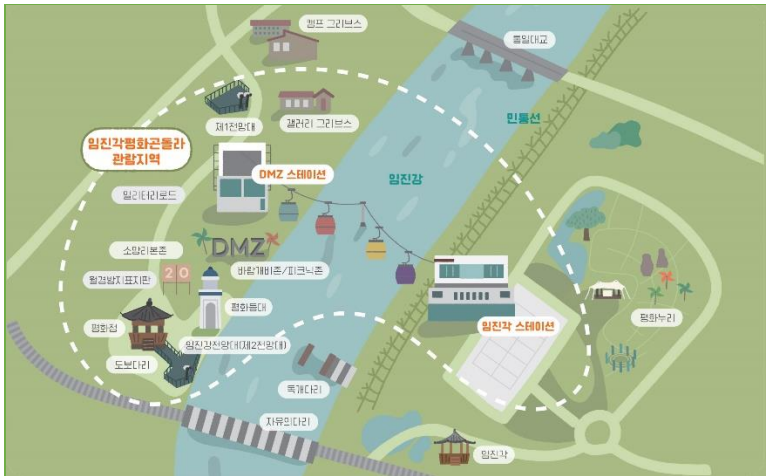 캠프 그리브스
통일대교
제1전망대
갤러리 그리브스
민통선
임진각평화곤돌라
관람지역
DMZ 스테이션
임진강
밀리터리로드
소망리본존
DMZ
바람개비존/피크닉존
월경방지표지판
20
평화등대
평화정
임진강전망대(제2전망대)
도보다리
임진각 스테이션
평화누리
독개다리
자유의다리
임진각